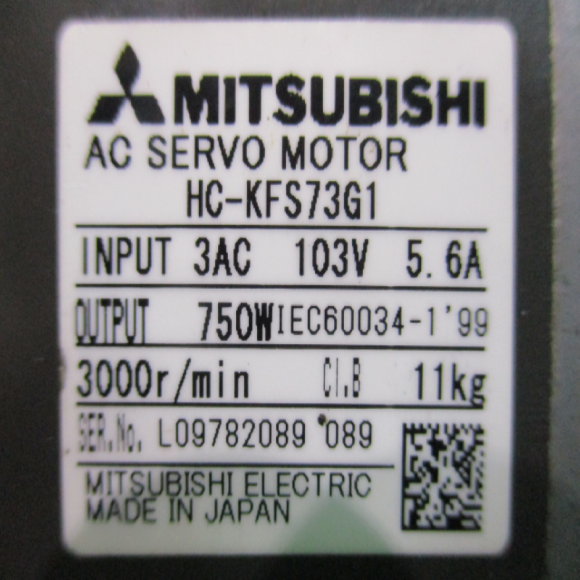 MITSUBISHI
AC SERVO MOTOR
HC-KFS73G1
INPUT 3AC 103V 5.6A
OUTPUT 750W IEC60034-1'99
3000r/min CI.B 11kg
SER.No. L09782089 089
MITSUBISHI ELECTRIC
MADE IN JAPAN